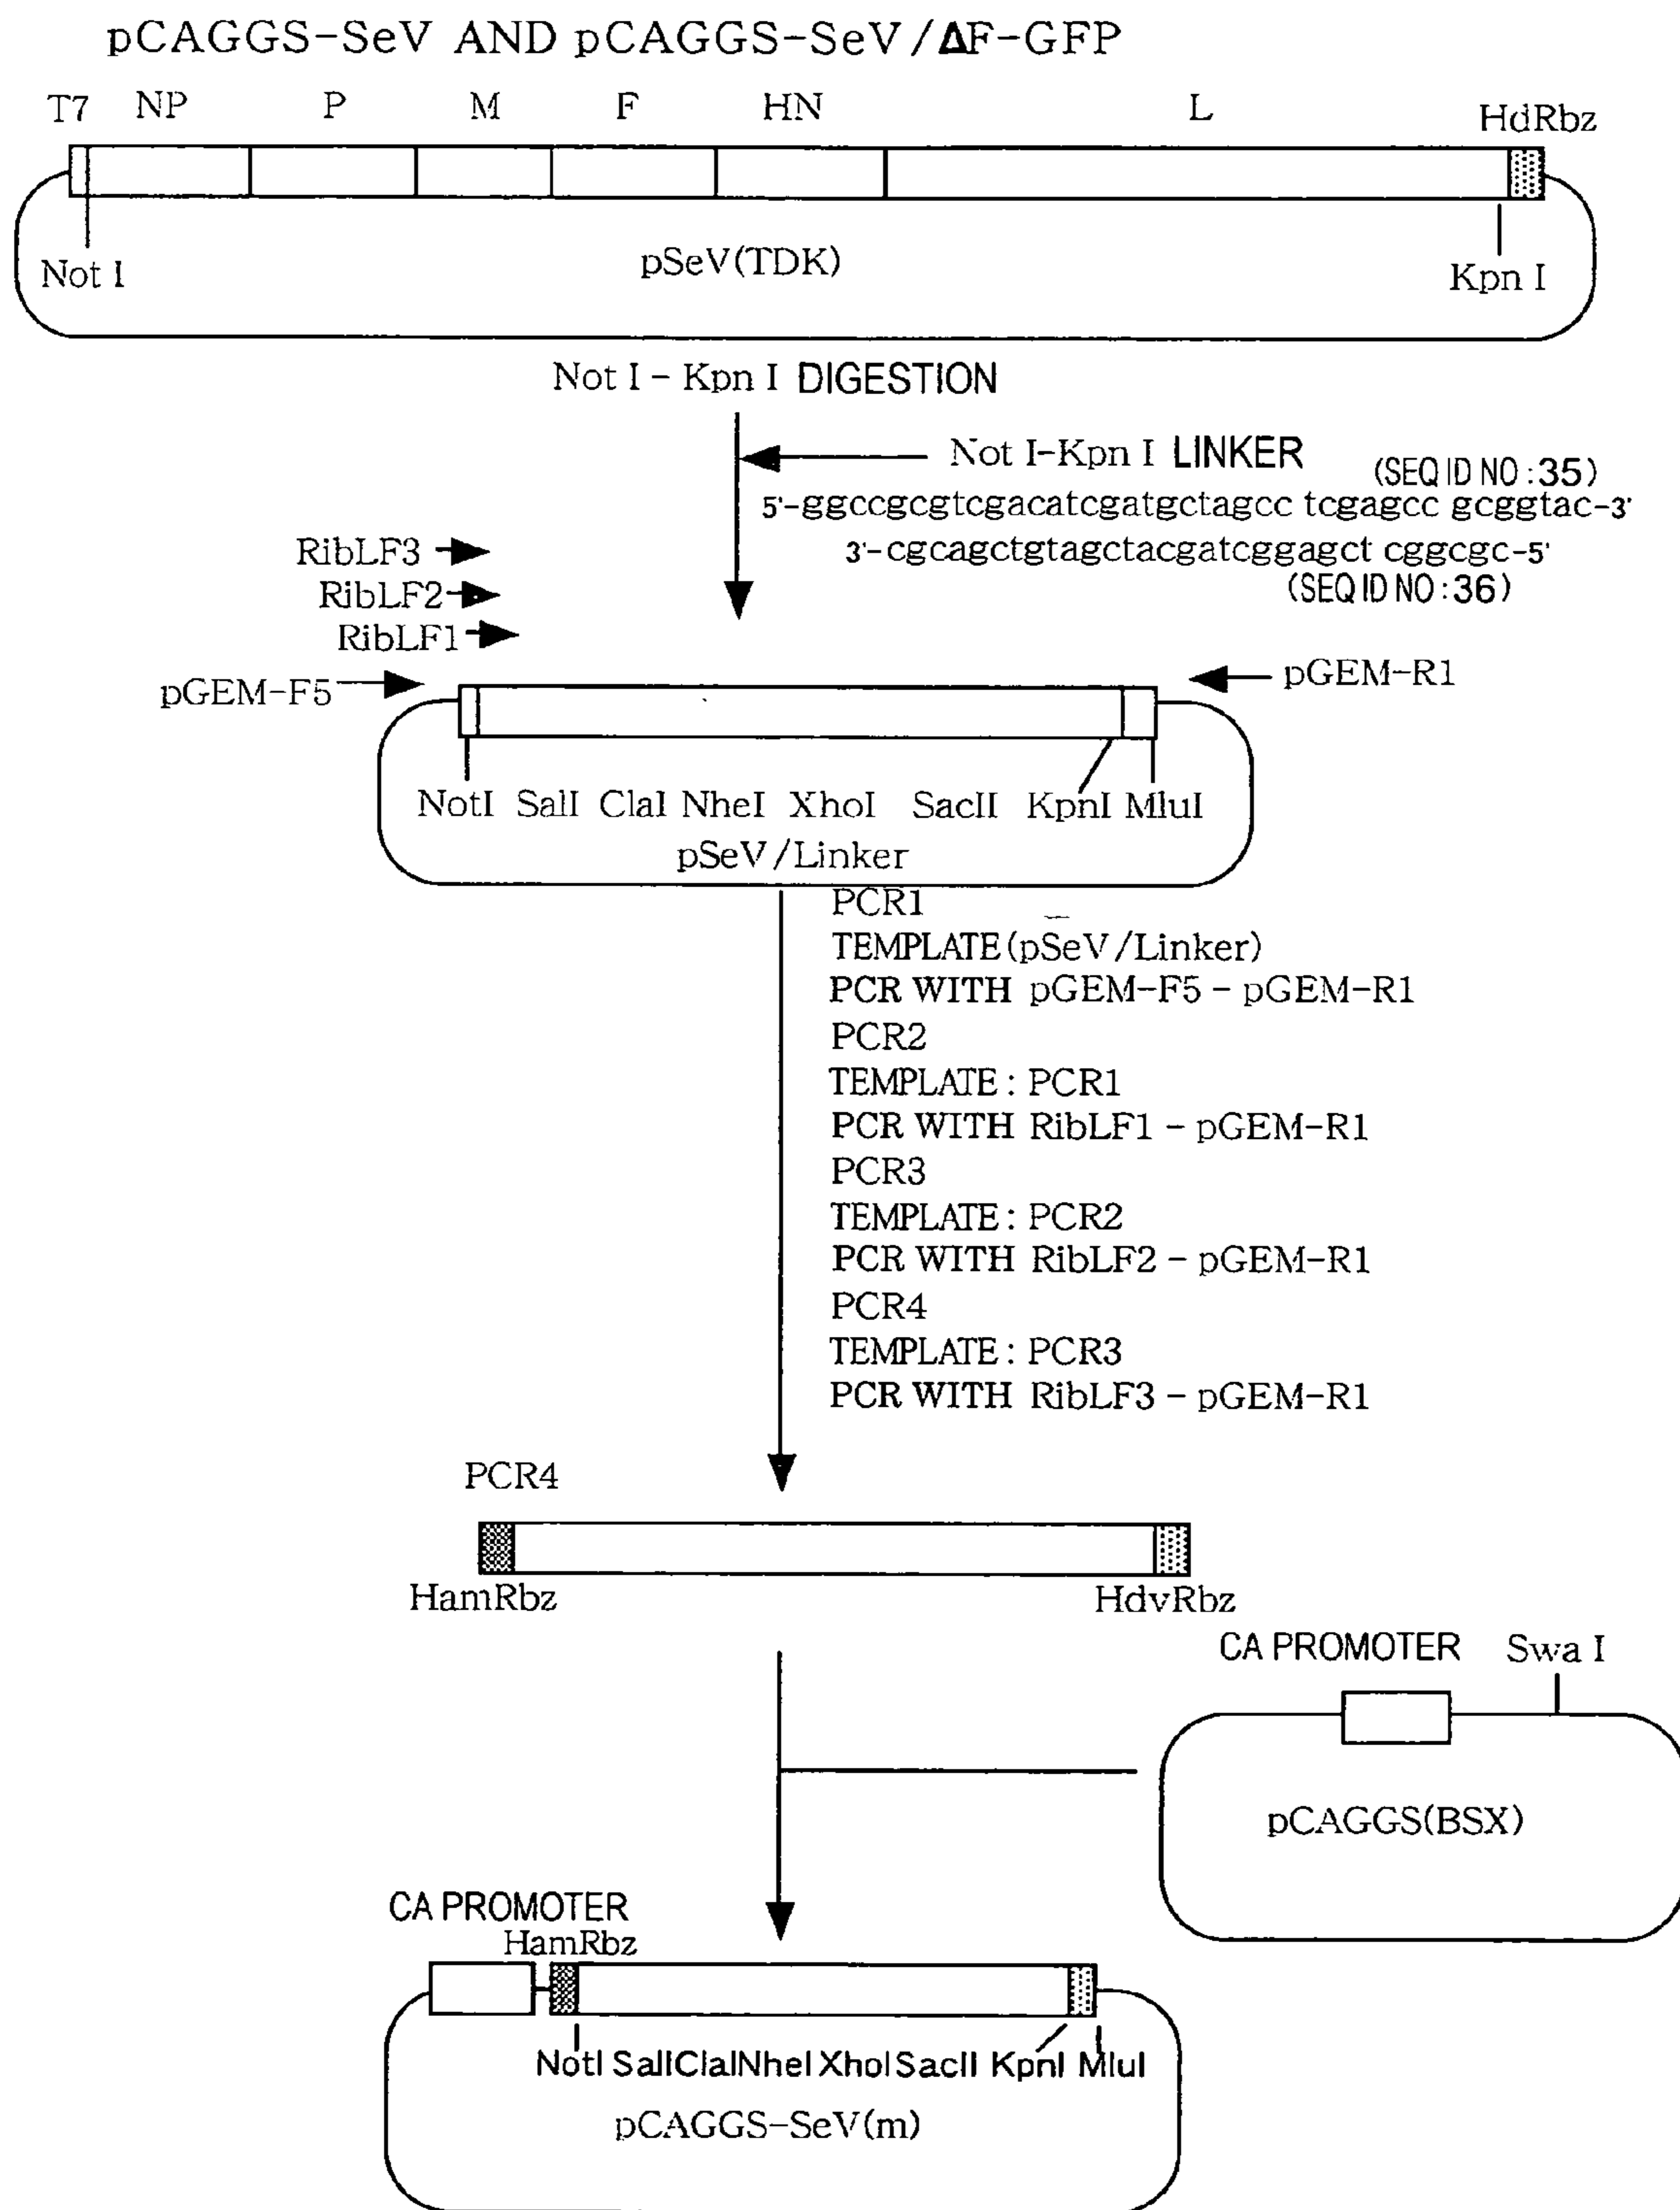 pCAGGS-SeV AND pCAGGS-SeV/ΔF-GFP
T7 NP P M F HN L HdRbz
Not I pSeV(TDK) Kpn I
Not I - Kpn I DIGESTION
Not I-Kpn I LINKER (SEQ ID NO:35)
5'-ggccgcgtcgacatcgatgctagcc tcgagcc gcggtac-3'
3'-cgcagctgtagctacgatcggagct cggcgc-5'
(SEQ ID NO:36)
RibLF3
RibLF2
RibLF1
pGEM-F5 pGEM-R1
NotI SalI ClaI NheI XhoI SacII KpnI MluI
pSeV/Linker
PCR1
TEMPLATE(pSeV/Linker)
PCR WITH pGEM-F5 - pGEM-R1
PCR2
TEMPLATE: PCR1
PCR WITH RibLF1 - pGEM-R1
PCR3
TEMPLATE: PCR2
PCR WITH RibLF2 - pGEM-R1
PCR4
TEMPLATE: PCR3
PCR WITH RibLF3 - pGEM-R1
PCR4
HamRbz HdvRbz
CA PROMOTER Swa I
pCAGGS(BSX)
CA PROMOTER
HamRbz
NotI SalIClaINheI XhoI SacII KpnI MluI
pCAGGS-SeV(m)